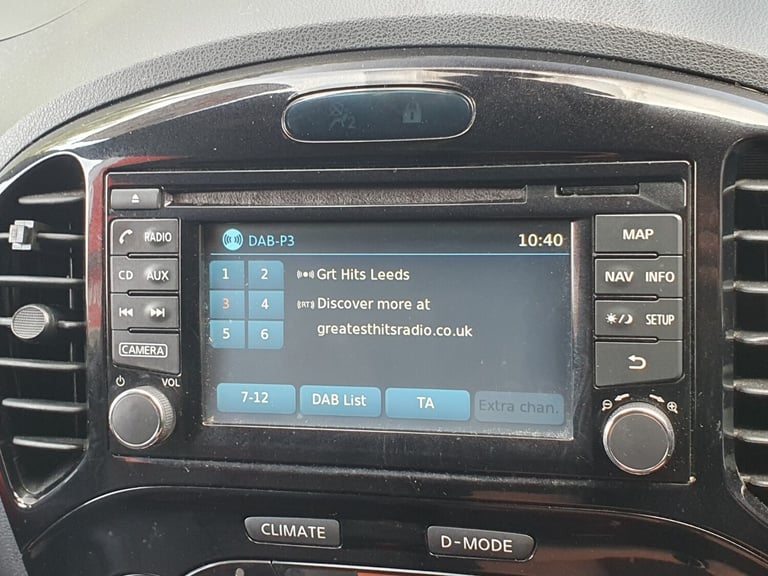 DAB-P3 10:40
1 2 Grt Hits Leeds
3 4 (RT) Discover more at
5 6 greatesthitsradio.co.uk
7-12 DAB List TA Extra chan.
RADIO
CD AUX
CAMERA
VOL
MAP
NAV INFO
SETUP
CLIMATE
D-MODE